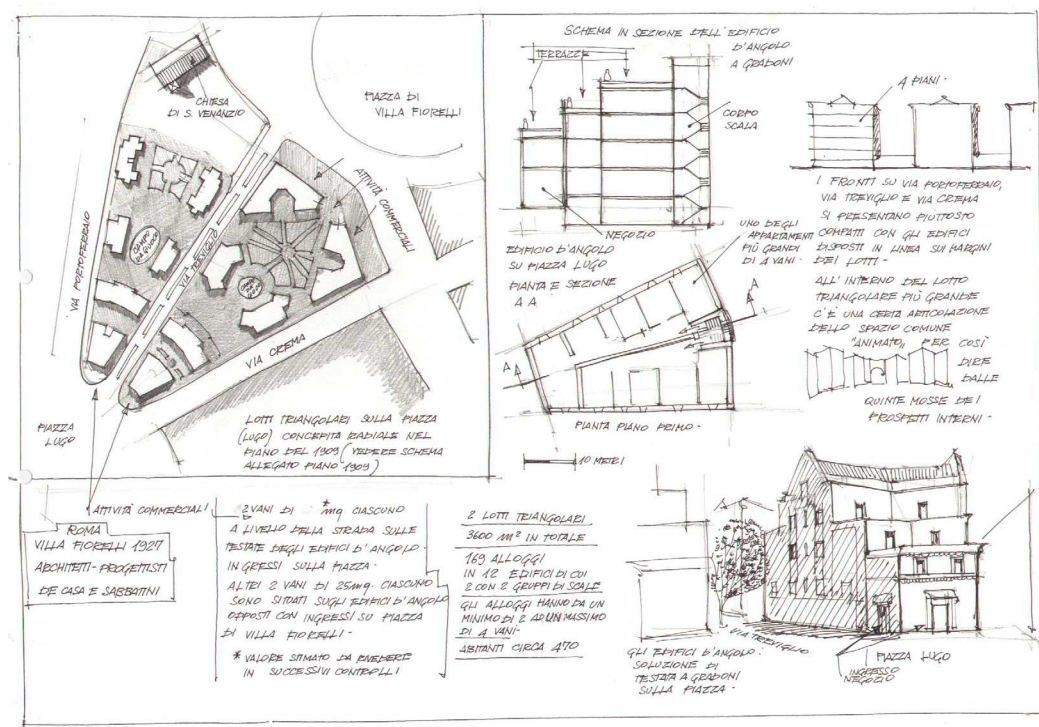 CHIESA
DI S. VENANZIO
PIAZZA DI
VILLA FIORELLI
ATTIVITÀ COMMERCIALI
VIA PORTOFERRAIO
CAMPO
DA GIUOCO
VIA TREVIGLIO
CAMPO
DA GIUOCO
VIA CREMA
PIAZZA
LUGO
LOTTI TRIANGOLARI SULLA PIAZZA
(LUGO) CONCEPITA RADIALE NEL
PIANO DEL 1909 (VEDERE SCHEMA
ALLEGATO PIANO 1909)
SCHEMA IN SEZIONE DELL'EDIFICIO
D'ANGOLO
A GRADONI
TERRAZZE
CORPO
SCALA
NEGOZIO
4 PIANI -
I FRONTI SU VIA PORTOFERRAIO,
VIA TREVIGLIO E VIA CREMA
SI PRESENTANO PIUTTOSTO
COMPATTI CON GLI EDIFICI
DISPOSTI IN LINEA SUI MARGINI
DEI LOTTI -
ALL'INTERNO DEL LOTTO
TRIANGOLARE PIÙ GRANDE
C'È UNA CERTA ARTICOLAZIONE
DELLO SPAZIO COMUNE
"ANIMATO" PER COSÌ
DIRE
DALLE
QUINTE MOSSE DEI
PROSPETTI INTERNI -
EDIFICIO D'ANGOLO
SU PIAZZA LUGO
PIANTA E SEZIONE
A A
UNO DEGLI
APPARTAMENTI
PIÙ GRANDI
DI 4 VANI -
A
A
A
A
PIANTA PIANO PRIMO -
10 METRI
ATTIVITÀ COMMERCIALI
ROMA
VILLA FIORELLI 1927
ARCHITETTI - PROGETTISTI
DE CASA E SABBATINI
2 VANI DI * mq CIASCUNO
A LIVELLO DELLA STRADA SULLE
TESTATE DEGLI EDIFICI D'ANGOLO -
INGRESSI SULLA PIAZZA -
ALTRI 2 VANI DI 25 mq. CIASCUNO
SONO SITUATI SUGLI EDIFICI D'ANGOLO
OPPOSTI CON INGRESSI SU PIAZZA
DI VILLA FIORELLI -
* VALORE STIMATO DA RIVEDERE
IN SUCCESSIVI CONTROLLI
2 LOTTI TRIANGOLARI
3600 M² IN TOTALE
169 ALLOGGI
IN 12 EDIFICI DI CUI
2 CON 2 GRUPPI DI SCALE
GLI ALLOGGI HANNO DA UN
MINIMO DI 2 AD UN MASSIMO
DI 4 VANI -
ABITANTI CIRCA 470
GLI EDIFICI D'ANGOLO:
SOLUZIONE DI
TESTATA A GRADONI
SULLA PIAZZA -
VIA TREVIGLIO
INGRESSO
NEGOZIO
PIAZZA LUGO